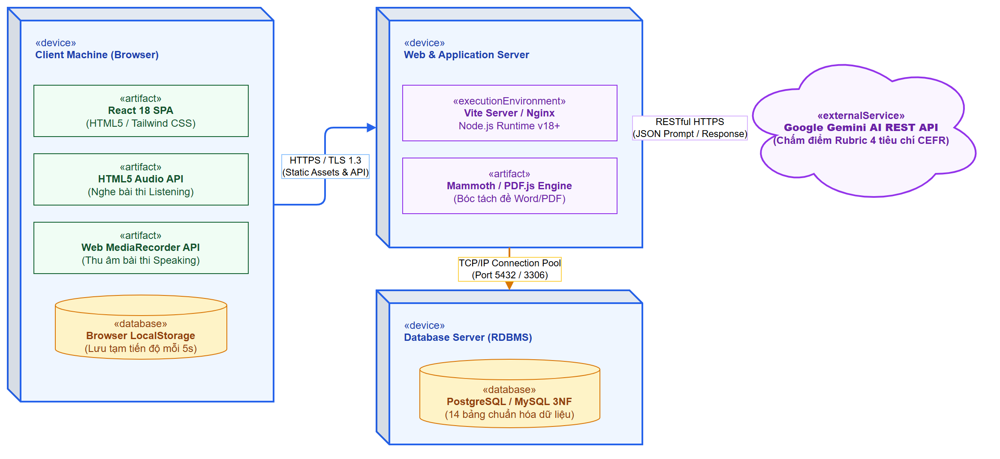 «device»
Client Machine (Browser)
«artifact»
React 18 SPA
(HTML5 / Tailwind CSS)
«artifact»
HTML5 Audio API
(Nghe bài thi Listening)
«artifact»
Web MediaRecorder API
(Thu âm bài thi Speaking)
«database»
Browser LocalStorage
(Lưu tạm tiến độ mỗi 5s)
HTTPS / TLS 1.3
(Static Assets & API)
«device»
Web & Application Server
«executionEnvironment»
Vite Server / Nginx
Node.js Runtime v18+
«artifact»
Mammoth / PDF.js Engine
(Bóc tách đề Word/PDF)
RESTful HTTPS
(JSON Prompt / Response)
«externalService»
Google Gemini AI REST API
(Chấm điểm Rubric 4 tiêu chí CEFR)
TCP/IP Connection Pool
(Port 5432 / 3306)
«device»
Database Server (RDBMS)
«database»
PostgreSQL / MySQL 3NF
(14 bảng chuẩn hóa dữ liệu)